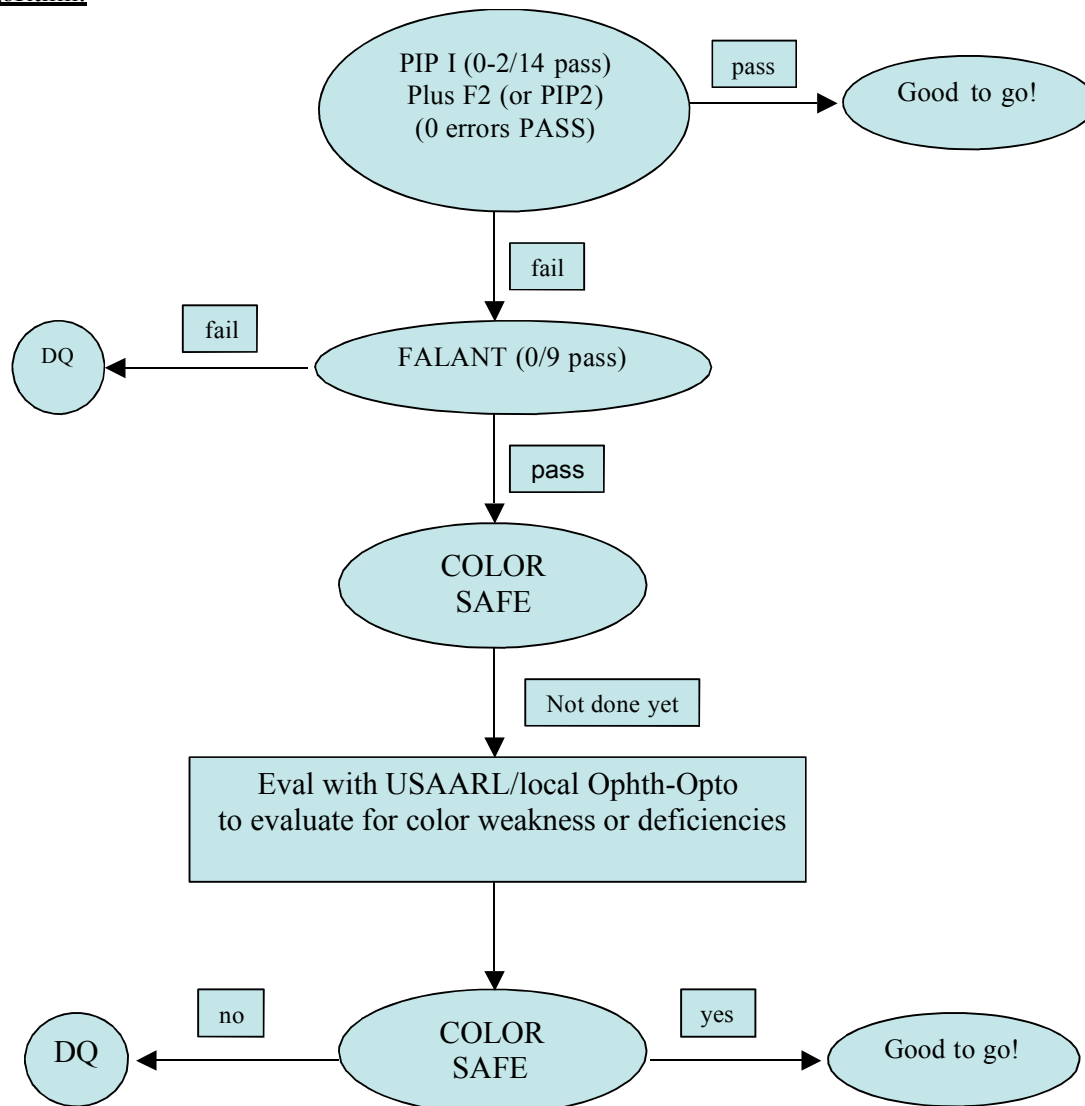 PIP I (0-2/14 pass)
Plus F2 (or PIP2)
(0 errors PASS)
pass
Good to go!
fail
fail
DQ
FALANT (0/9 pass)
pass
COLOR
SAFE
Not done yet
Eval with USAARL/local Ophth-Opto
to evaluate for color weakness or deficiencies
no
yes
DQ
COLOR
SAFE
Good to go!